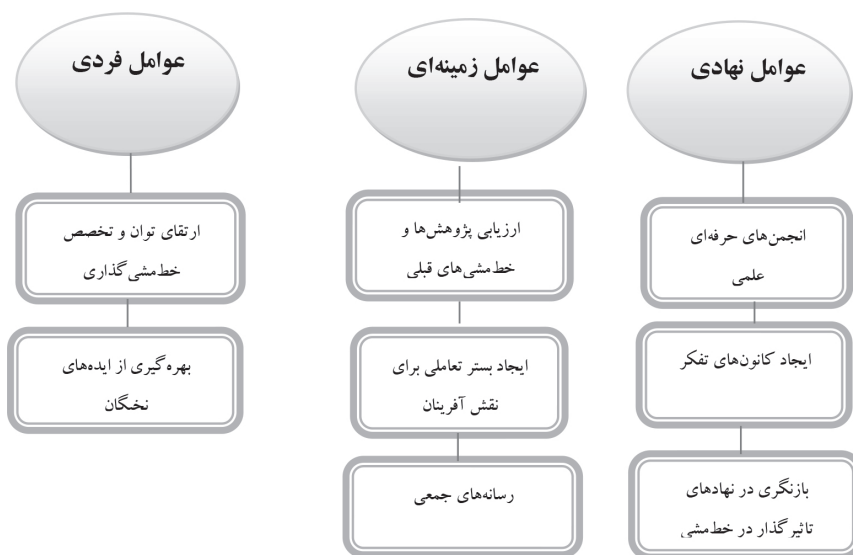 عوامل نهادی
انجمن‌های حرفه‌ای
علمی
ایجاد کانون‌های تفکر
بازنگری در نهادهای
تاثیرگذار در خط‌مشی
عوامل زمینه‌ای
ارزیابی پژوهش‌ها و
خط‌مشی‌های قبلی
ایجاد بستر تعاملی برای
نقش آفرینان
رسانه‌های جمعی
عوامل فردی
ارتقای توان و تخصص
خط‌مشی‌گذاری
بهره‌گیری از ایده‌های
نخبگان